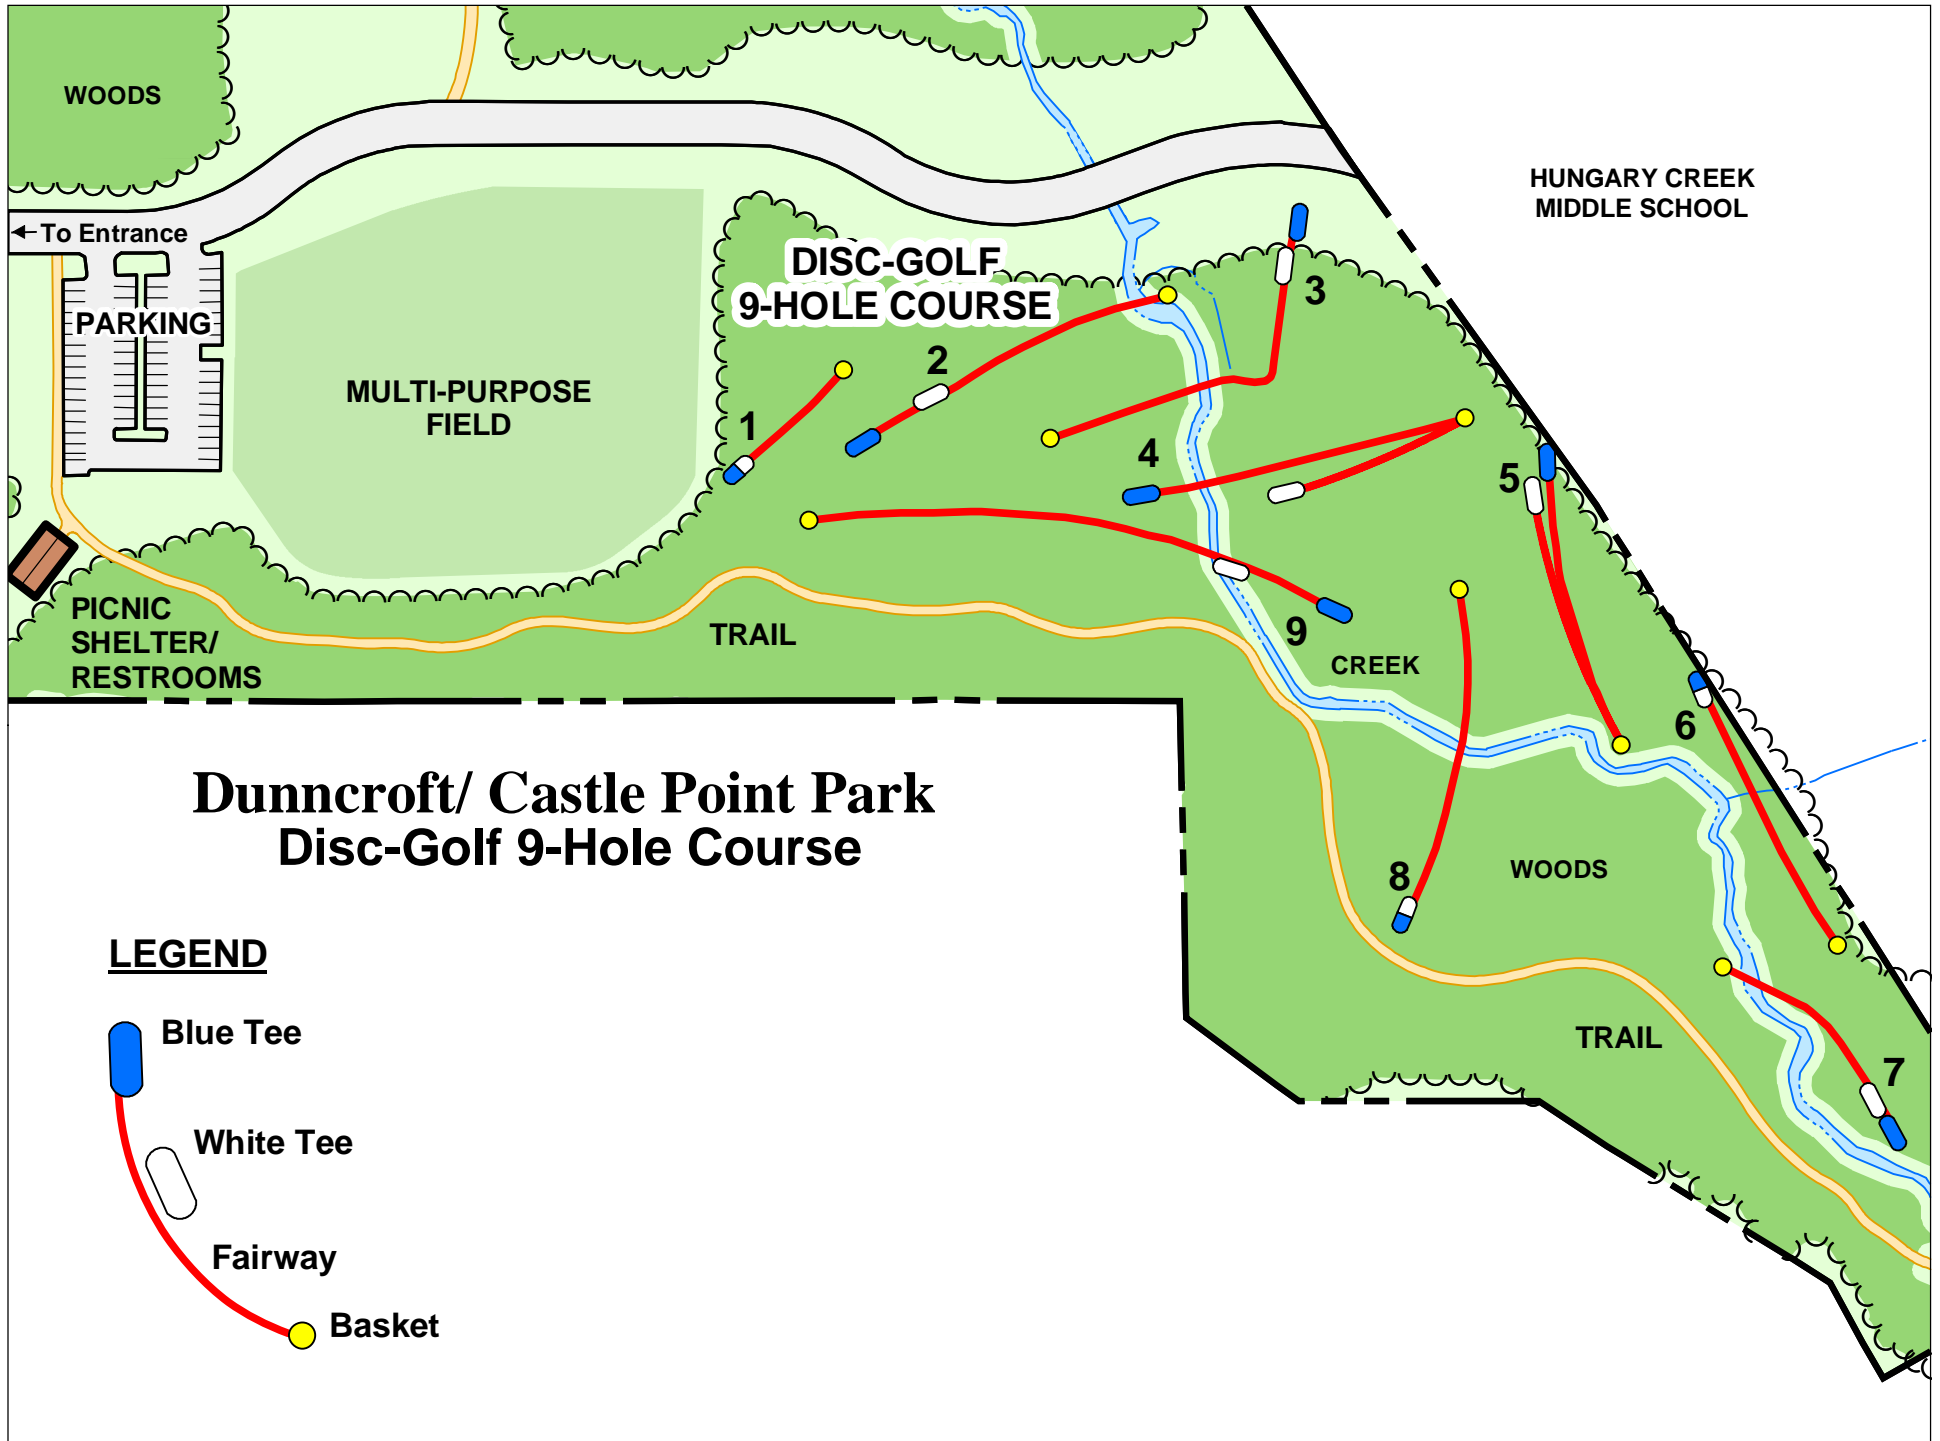 WOODS
HUNGARY CREEK
MIDDLE SCHOOL
To Entrance
DISC-GOLF
9-HOLE COURSE
3
PARKING
2
MULTI-PURPOSE
FIELD
1
4
5
PICNIC
SHELTER/
RESTROOMS
TRAIL
9
CREEK
6
Dunncroft/ Castle Point Park
Disc-Golf 9-Hole Course
8
WOODS
LEGEND
Blue Tee
TRAIL
7
White Tee
Fairway
Basket